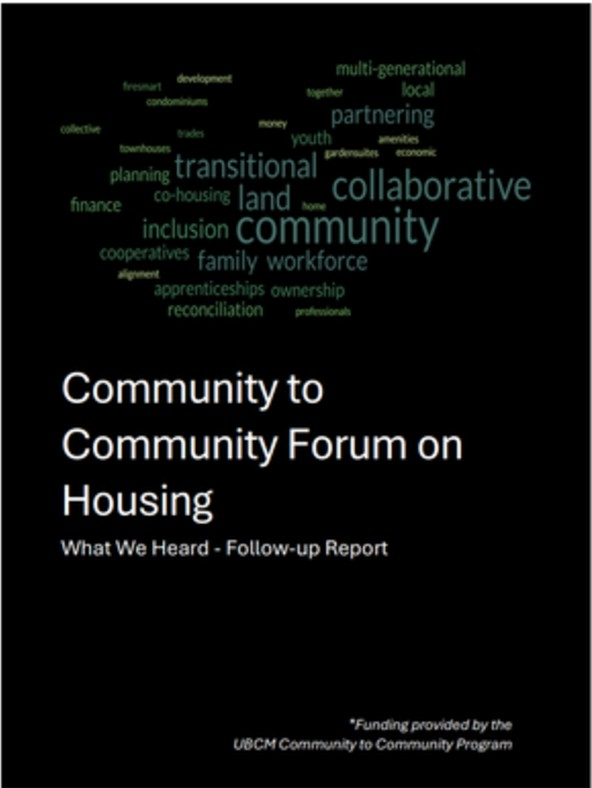 multi-generational
firesmart development
together local
condominiums
partnering
collective trades money
youth amenities
townhouses gardensuites economic
transitional
planning collaborative
co-housing land
finance home
inclusion community
cooperatives family workforce
alignment
apprenticeships ownership
reconciliation professionals
Community to
Community Forum on
Housing
What We Heard - Follow-up Report
*Funding provided by the
UBCM Community to Community Program